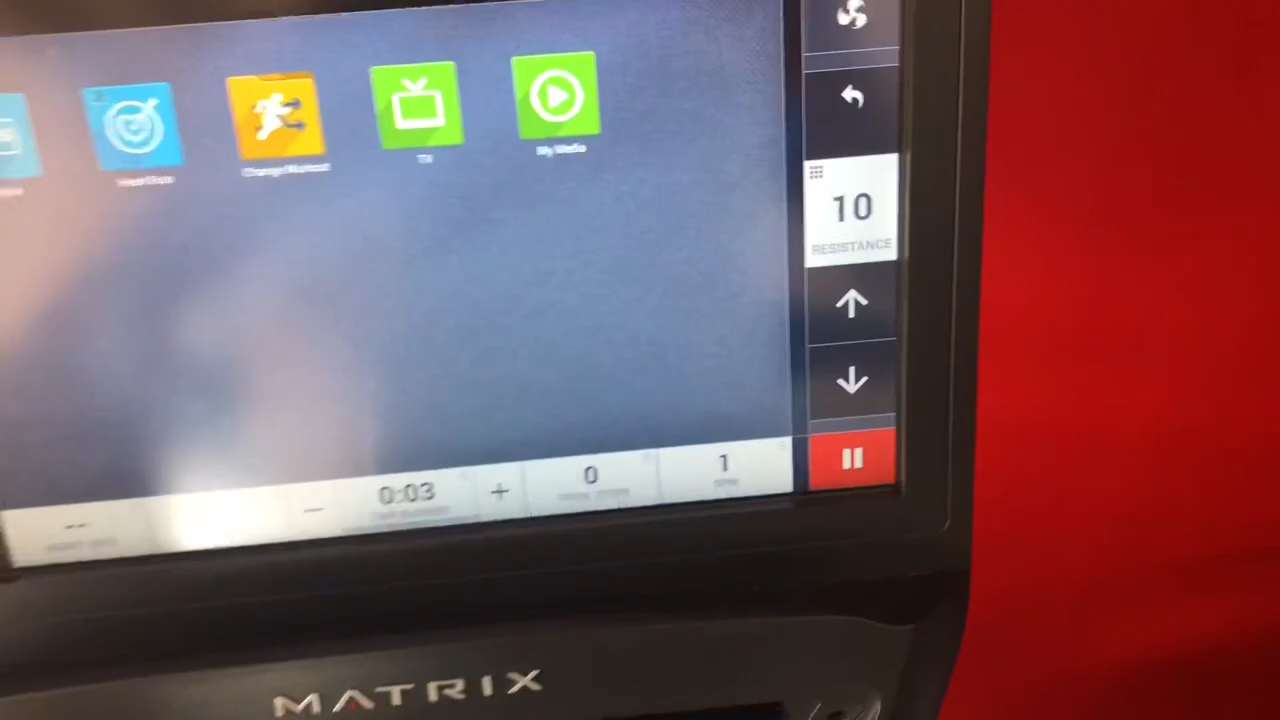 Change Workout
TV
My Media
10
RESISTANCE
--
0:03
+
0
1
MATRIX